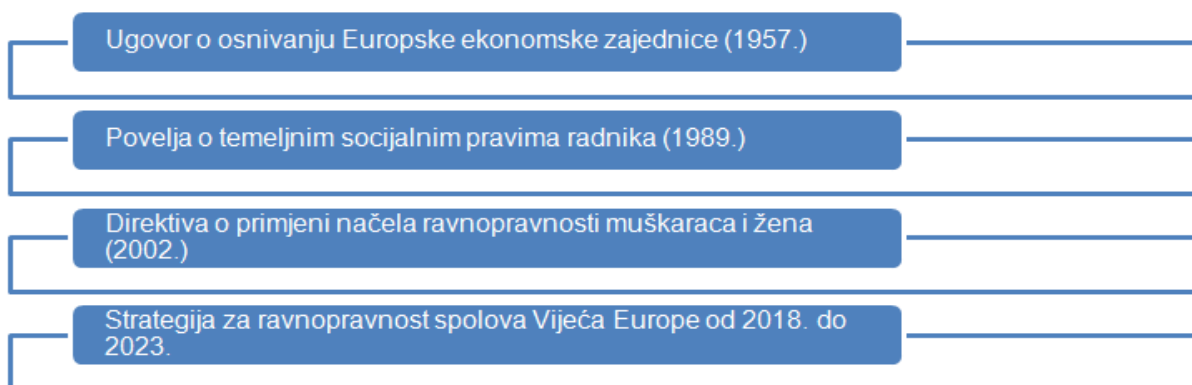 Ugovor o osnivanju Europske ekonomske zajednice (1957.)
Povelja o temeljnim socijalnim pravima radnika (1989.)
Direktiva o primjeni načela ravnopravnosti muškaraca i žena
(2002.)
Strategija za ravnopravnost spolova Vijeća Europe od 2018. do
2023.